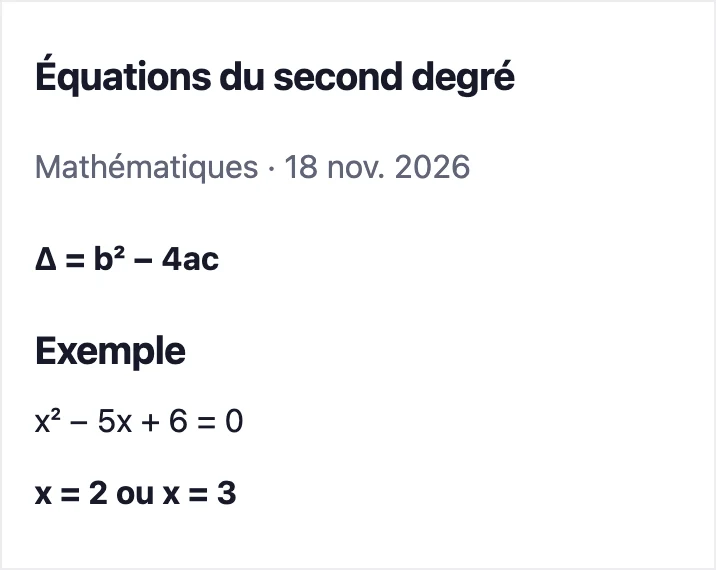 Équations du second degré
Mathématiques · 18 nov. 2026
Δ = b² – 4ac
Exemple
x² – 5x + 6 = 0
x = 2 ou x = 3